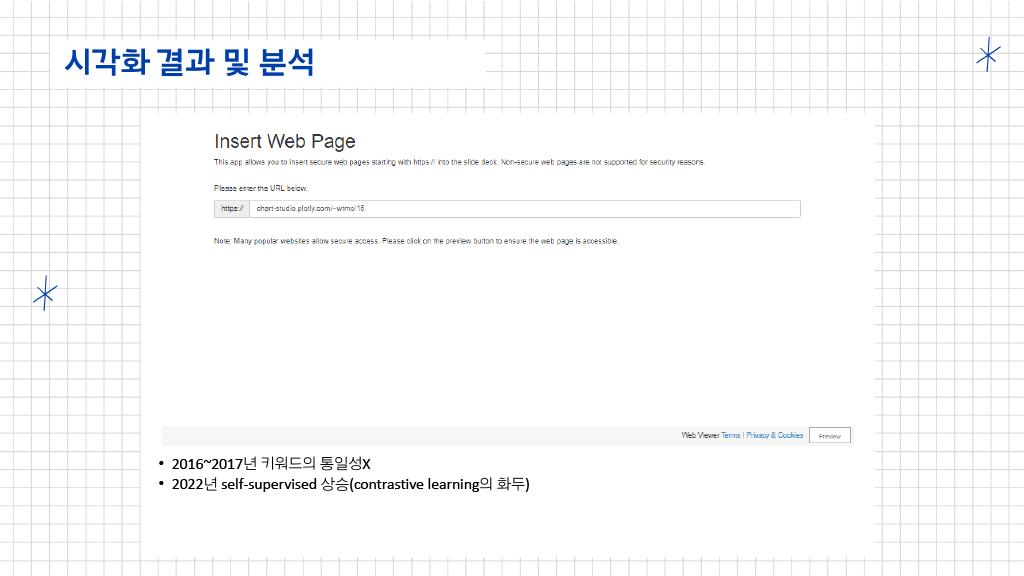 시각화 결과 및 분석
Insert Web Page
This app allows you to insert secure web pages starting with https:// into the slide deck. Non-secure web pages are not supported for security reasons.
Please enter the URL below.
https:// chart-studio.plotly.com/~wtmo/15
Note: Many popular websites allow secure access. Please click on the preview button to ensure the web page is accessible.
Web Viewer Terms | Privacy & Cookies Preview
• 2016~2017년 키워드의 통일성X
• 2022년 self-supervised 상승(contrastive learning의 화두)